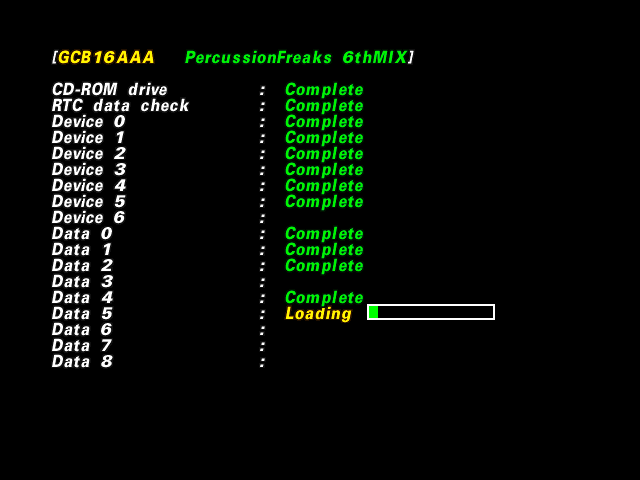 [GCB16AAA PercussionFreaks 6thMIX]
CD-ROM drive : Complete
RTC data check : Complete
Device 0 : Complete
Device 1 : Complete
Device 2 : Complete
Device 3 : Complete
Device 4 : Complete
Device 5 : Complete
Device 6 :
Data 0 : Complete
Data 1 : Complete
Data 2 : Complete
Data 3 :
Data 4 : Complete
Data 5 : Loading
Data 6 :
Data 7 :
Data 8 :